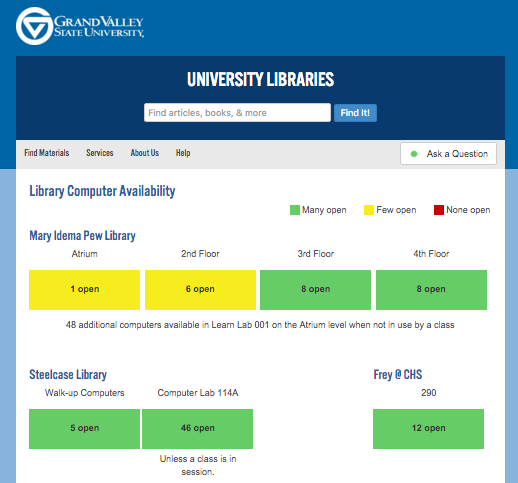 GRANDVALLEY
STATE UNIVERSITY
UNIVERSITY LIBRARIES
Find articles, books, & more Find It!
Find Materials Services About Us Help Ask a Question
Library Computer Availability
Many open Few open None open
Mary Idema Pew Library
Atrium 2nd Floor 3rd Floor 4th Floor
1 open 6 open 8 open 8 open
48 additional computers available in Learn Lab 001 on the Atrium level when not in use by a class
Steelcase Library Frey @ CHS
Walk-up Computers Computer Lab 114A 290
5 open 46 open 12 open
Unless a class is in
session.